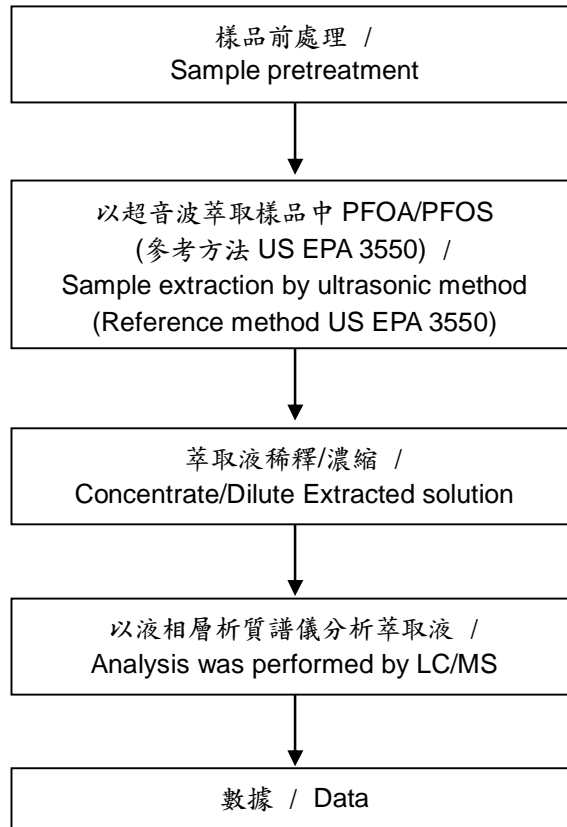 樣品前處理 /
Sample pretreatment
以超音波萃取樣品中 PFOA/PFOS
(參考方法 US EPA 3550) /
Sample extraction by ultrasonic method
(Reference method US EPA 3550)
萃取液稀釋/濃縮 /
Concentrate/Dilute Extracted solution
以液相層析質譜儀分析萃取液 /
Analysis was performed by LC/MS
數據 / Data